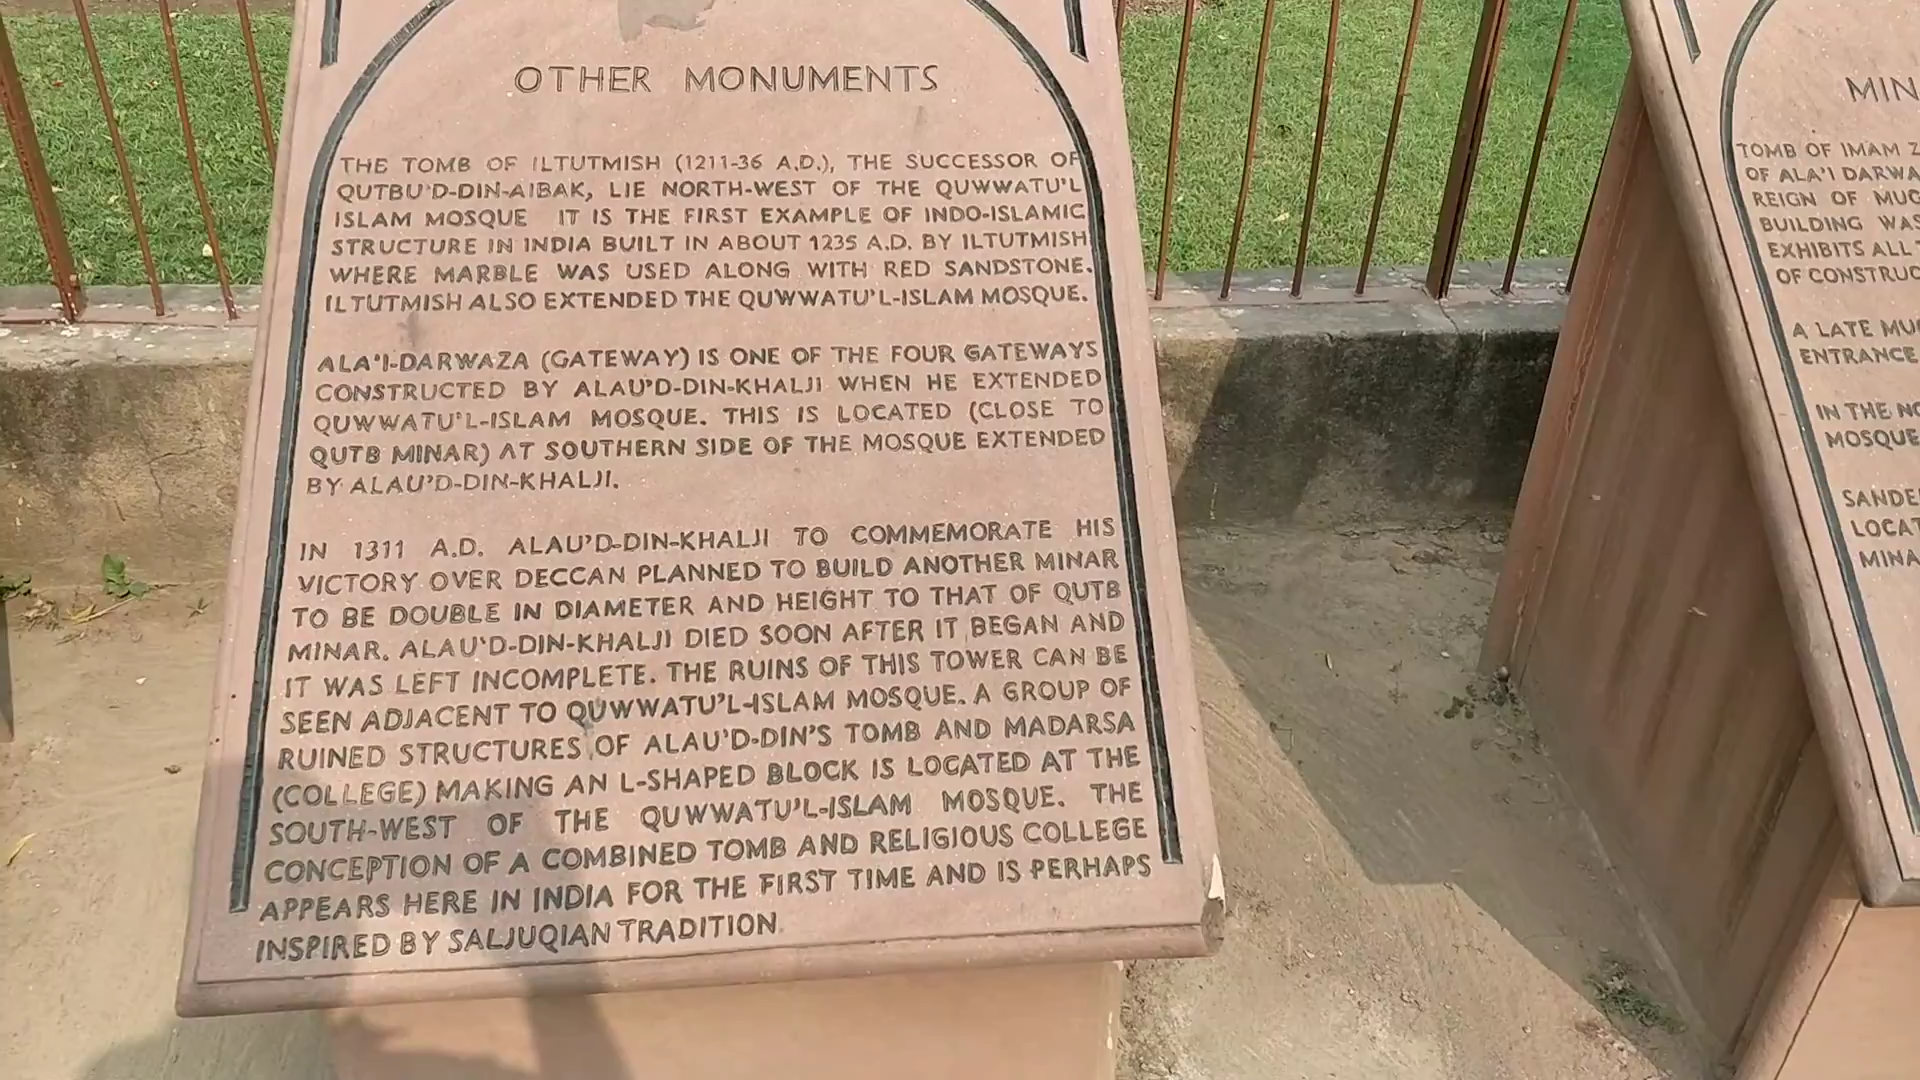 OTHER MONUMENTS
THE TOMB OF ILTUTMISH (1211-36 A.D.), THE SUCCESSOR OF
QUTBU'D-DIN-AIBAK, LIE NORTH-WEST OF THE QUWWATU'L
ISLAM MOSQUE IT IS THE FIRST EXAMPLE OF INDO-ISLAMIC
STRUCTURE IN INDIA BUILT IN ABOUT 1235 A.D. BY ILTUTMISH
WHERE MARBLE WAS USED ALONG WITH RED SANDSTONE.
ILTUTMISH ALSO EXTENDED THE QUWWATU'L-ISLAM MOSQUE.
ALA'I-DARWAZA (GATEWAY) IS ONE OF THE FOUR GATEWAYS
CONSTRUCTED BY ALAU'D-DIN-KHALJI WHEN HE EXTENDED
QUWWATU'L-ISLAM MOSQUE. THIS IS LOCATED (CLOSE TO
QUTB MINAR) AT SOUTHERN SIDE OF THE MOSQUE EXTENDED
BY ALAU'D-DIN-KHALJI.
IN 1311 A.D. ALAU'D-DIN-KHALJI TO COMMEMORATE HIS
VICTORY OVER DECCAN PLANNED TO BUILD ANOTHER MINAR
TO BE DOUBLE IN DIAMETER AND HEIGHT TO THAT OF QUTB
MINAR. ALAU'D-DIN-KHALJI DIED SOON AFTER IT BEGAN AND
IT WAS LEFT INCOMPLETE. THE RUINS OF THIS TOWER CAN BE
SEEN ADJACENT TO QUWWATU'L-ISLAM MOSQUE. A GROUP OF
RUINED STRUCTURES OF ALAU'D-DIN'S TOMB AND MADARSA
(COLLEGE) MAKING AN L-SHAPED BLOCK IS LOCATED AT THE
SOUTH-WEST OF THE QUWWATU'L-ISLAM MOSQUE. THE
CONCEPTION OF A COMBINED TOMB AND RELIGIOUS COLLEGE
APPEARS HERE IN INDIA FOR THE FIRST TIME AND IS PERHAPS
INSPIRED BY SALJUQIAN TRADITION.
MIN
TOMB OF IMAM Z
OF ALA'I DARWA
REIGN OF MUG
BUILDING WAS
EXHIBITS ALL
OF CONSTRUC
A LATE MU
ENTRANCE
IN THE NO
MOSQUE
SANDE
LOCAT
MINA